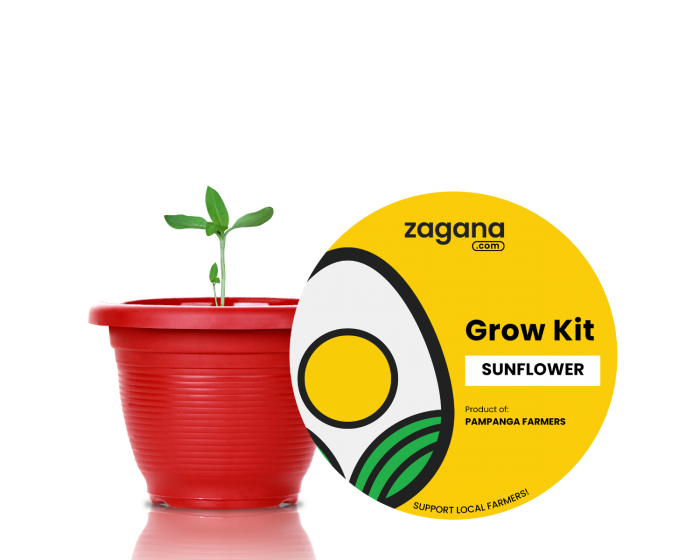 zagana
.com
Grow Kit
SUNFLOWER
Product of:
PAMPANGA FARMERS
SUPPORT LOCAL FARMERS!